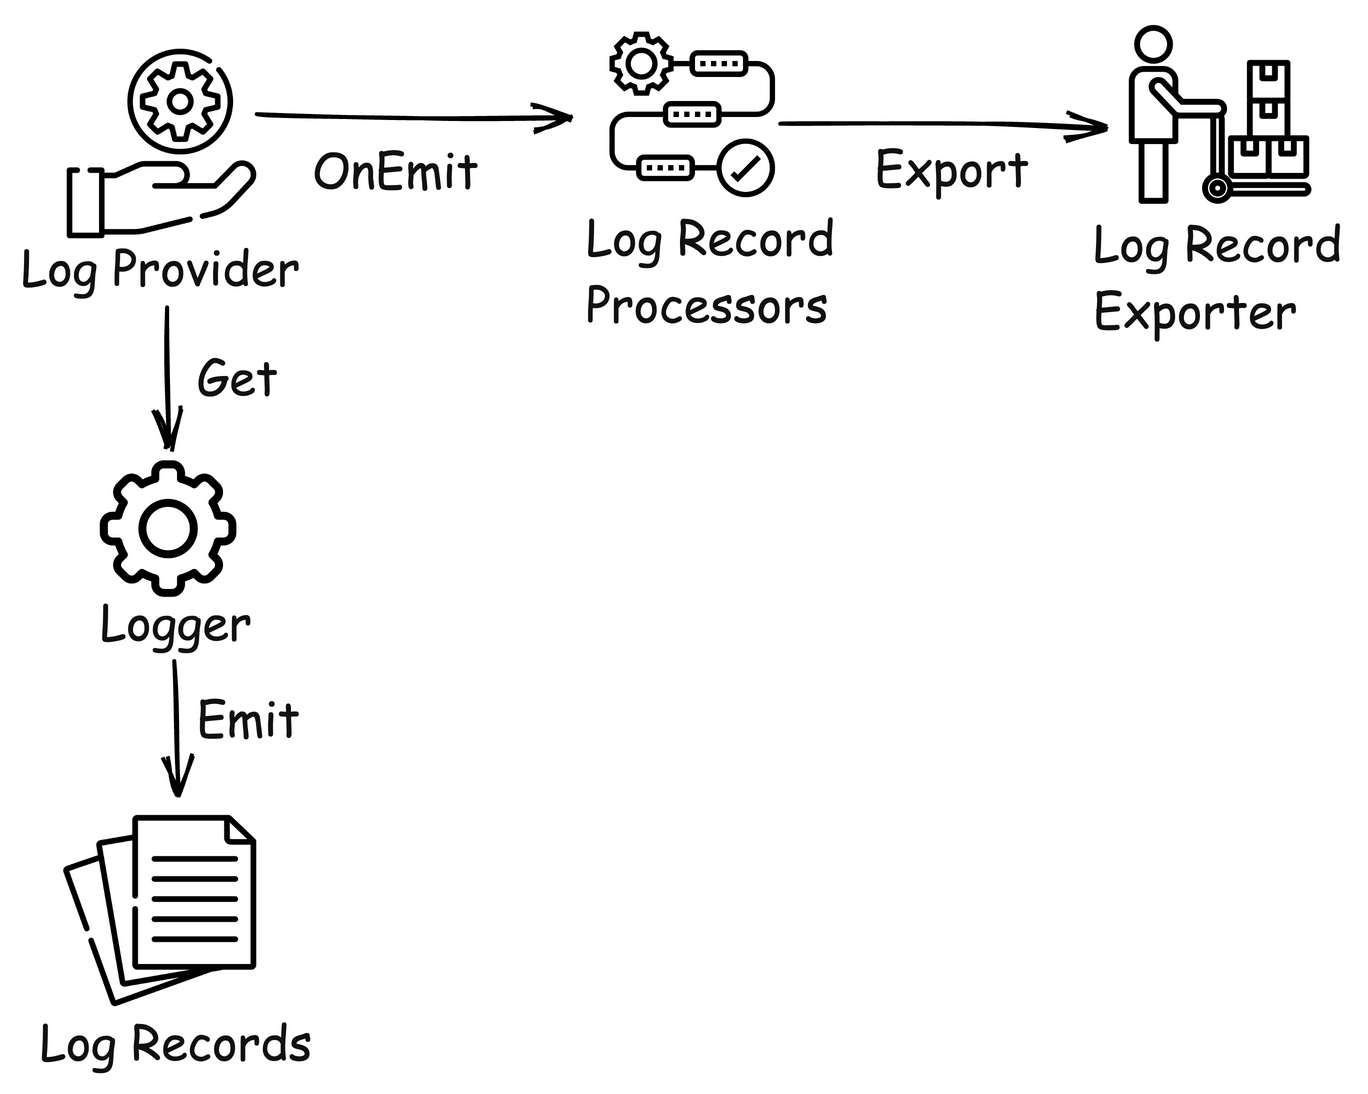 OnEmit
Export
Log Provider
Log Record
Processors
Log Record
Exporter
Get
Logger
Emit
Log Records